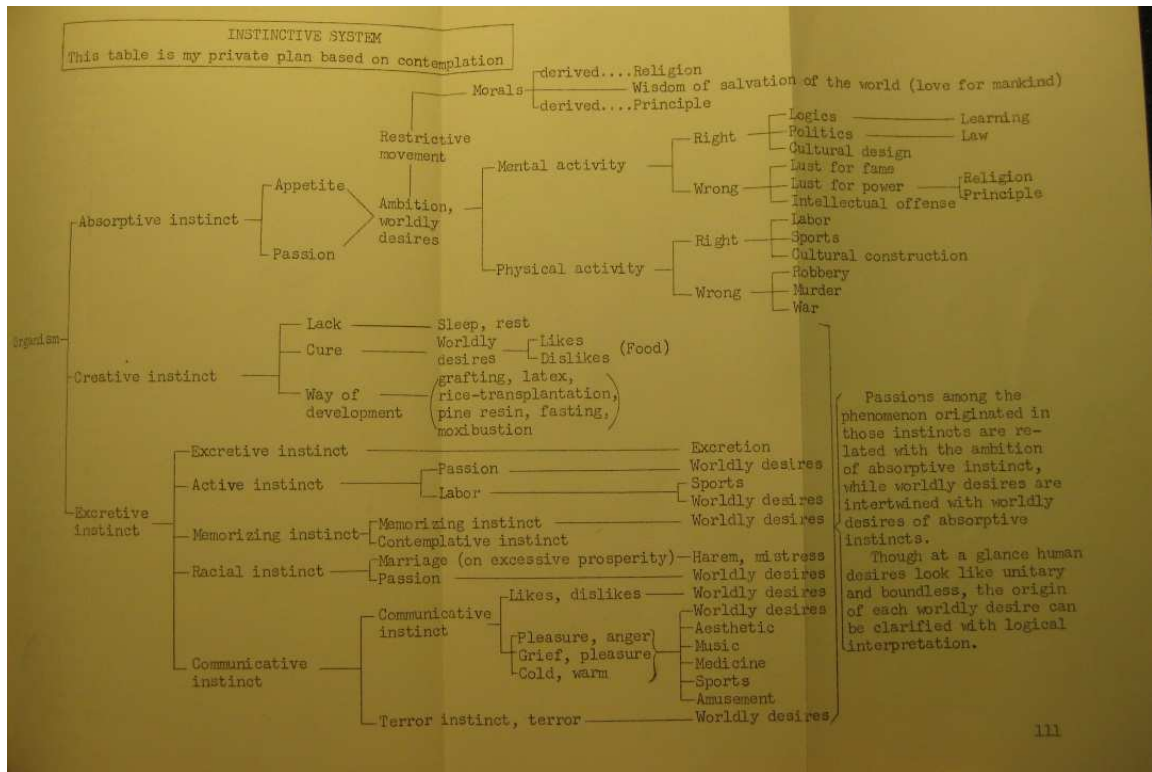 INSTINCTIVE SYSTEM
This table is my private plan based on contemplation
derived....Religion
Morals
Wisdom of salvation of the world (love for mankind)
derived....Principle
Restrictive
movement
Logics
Learning
Right
Politics
Law
Cultural design
Mental activity
Lust for fame
Wrong
Lust for power
Religion
Principle
Intellectual offense
Appetite
Absorptive instinct
Ambition,
worldly
desires
Passion
Labor
Right
Sports
Cultural construction
Physical activity
Robbery
Wrong
Murder
War
Organism
Lack
Sleep, rest
Cure
Worldly
desires
Likes
Dislikes
(Food)
Creative instinct
Way of
development
grafting, latex,
rice-transplantation,
pine resin, fasting,
moxibustion
Excretive
instinct
Excretive instinct
Excretion
Active instinct
Passion
Worldly desires
Labor
Sports
Worldly desires
Memorizing instinct
Memorizing instinct
Worldly desires
Contemplative instinct
Racial instinct
Marriage (on excessive prosperity)
Harem, mistress
Passion
Worldly desires
Communicative
instinct
Communicative
instinct
Likes, dislikes
Worldly desires
Pleasure, anger
Grief, pleasure
Cold, warm
Worldly desires
Aesthetic
Music
Medicine
Sports
Amusement
Terror instinct, terror
Worldly desires
Passions among the
phenomenon originated in
those instincts are re-
lated with the ambition
of absorptive instinct,
while worldly desires are
intertwined with worldly
desires of absorptive
instincts.
Though at a glance human
desires look like unitary
and boundless, the origin
of each worldly desire can
be clarified with logical
interpretation.
111